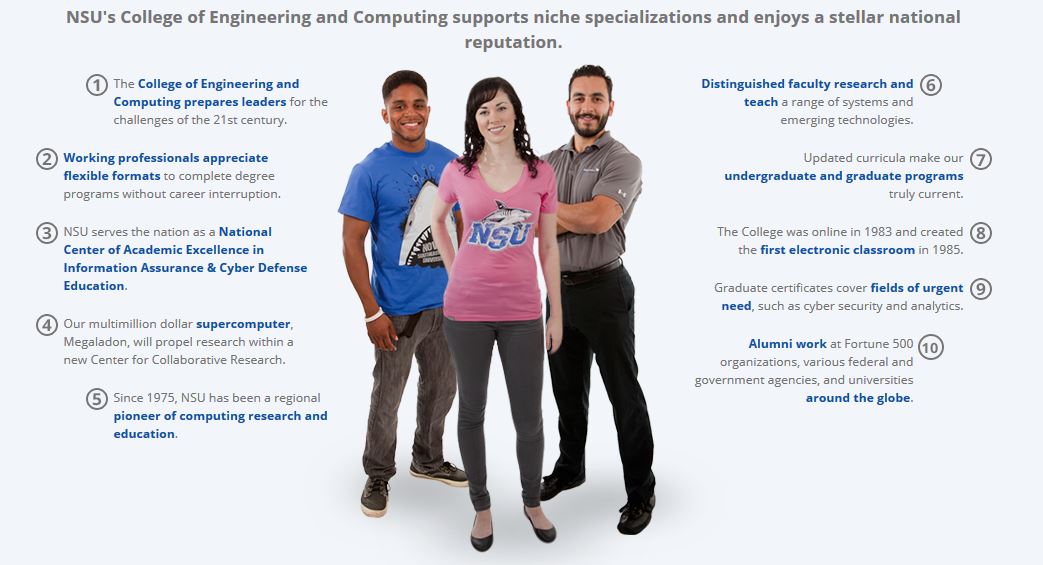 NSU's College of Engineering and Computing supports niche specializations and enjoys a stellar national
reputation.
1 The College of Engineering and
Computing prepares leaders for the
challenges of the 21st century.
2 Working professionals appreciate
flexible formats to complete degree
programs without career interruption.
3 NSU serves the nation as a National
Center of Academic Excellence in
Information Assurance & Cyber Defense
Education.
4 Our multimillion dollar supercomputer,
Megaladon, will propel research within a
new Center for Collaborative Research.
5 Since 1975, NSU has been a regional
pioneer of computing research and
education.
Distinguished faculty research and 6
teach a range of systems and
emerging technologies.
Updated curricula make our 7
undergraduate and graduate programs
truly current.
The College was online in 1983 and created 8
the first electronic classroom in 1985.
Graduate certificates cover fields of urgent 9
need, such as cyber security and analytics.
Alumni work at Fortune 500 10
organizations, various federal and
government agencies, and universities
around the globe.
NSU